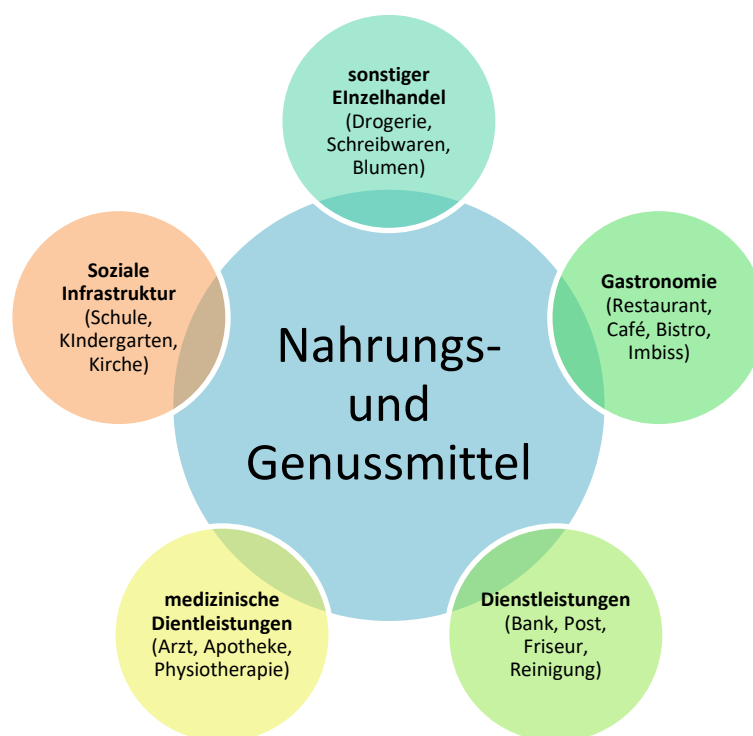 sonstiger
EInzelhandel
(Drogerie,
Schreibwaren,
Blumen)
Soziale
Infrastruktur
(Schule,
KIndergarten,
Kirche)
Gastronomie
(Restaurant,
Café, Bistro,
Imbiss)
Nahrungs-
und
Genussmittel
medizinische
Dientleistungen
(Arzt, Apotheke,
Physiotherapie)
Dienstleistungen
(Bank, Post,
Friseur,
Reinigung)